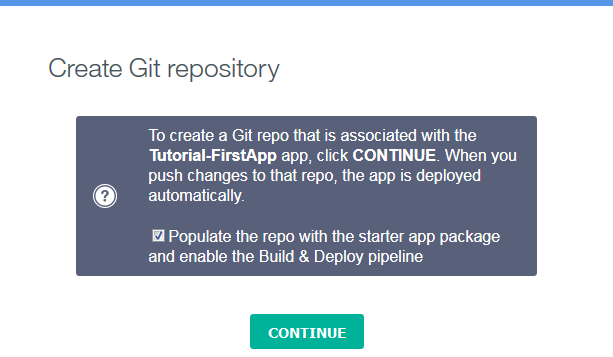 Create Git repository
To create a Git repo that is associated with the
Tutorial-FirstApp app, click CONTINUE. When you
push changes to that repo, the app is deployed
automatically.
?
Populate the repo with the starter app package
and enable the Build & Deploy pipeline
CONTINUE